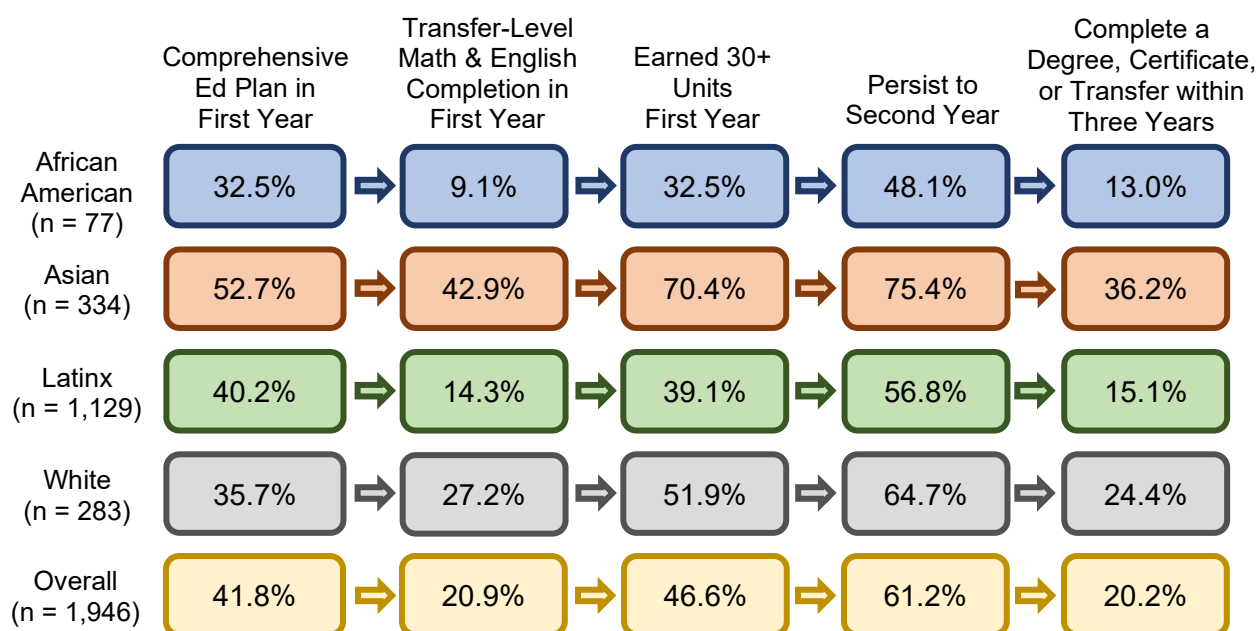 Comprehensive
Ed Plan in
First Year
Transfer-Level
Math & English
Completion in
First Year
Earned 30+
Units
First Year
Persist to
Second Year
Complete a
Degree, Certificate,
or Transfer within
Three Years
African
American
(n = 77)
32.5%
9.1%
32.5%
48.1%
13.0%
Asian
(n = 334)
52.7%
42.9%
70.4%
75.4%
36.2%
Latinx
(n = 1,129)
40.2%
14.3%
39.1%
56.8%
15.1%
White
(n = 283)
35.7%
27.2%
51.9%
64.7%
24.4%
Overall
(n = 1,946)
41.8%
20.9%
46.6%
61.2%
20.2%